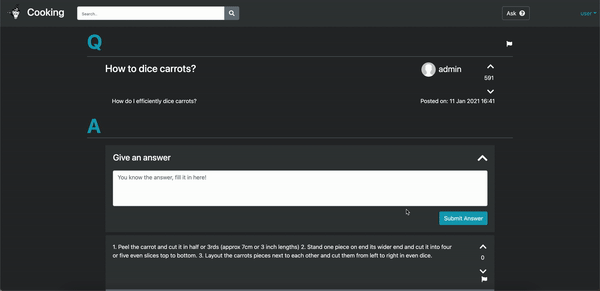 Cooking
Search...
Ask
user
Q
How to dice carrots?
admin
591
How do I efficiently dice carrots?
Posted on: 11 Jan 2021 16:41
A
Give an answer
You know the answer, fill it in here!
Submit Answer
1. Peel the carrot and cut it in half or 3rds (approx 7cm or 3 inch lengths) 2. Stand one piece on end its wider end and cut it into four
or five even slices top to bottom. 3. Layout the carrots pieces next to each other and cut them from left to right in even dice.
0